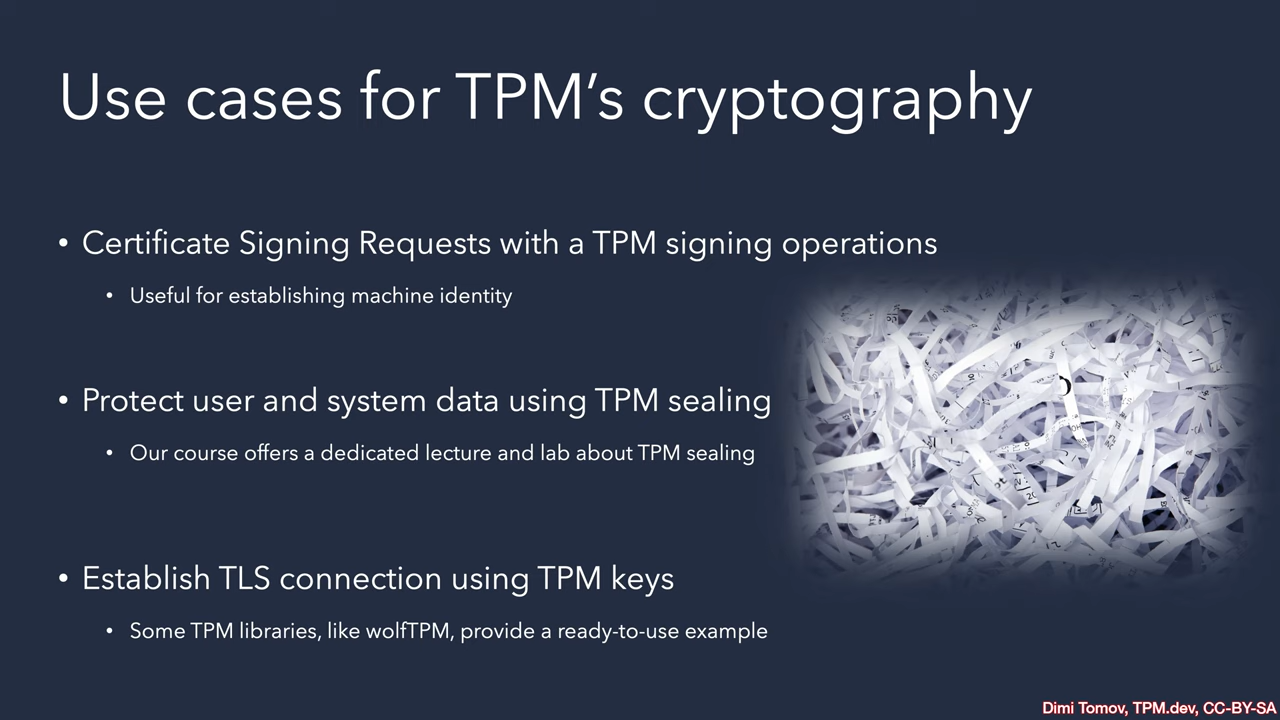 Use cases for TPM’s cryptography
• Certificate Signing Requests with a TPM signing operations
• Useful for establishing machine identity
• Protect user and system data using TPM sealing
• Our course offers a dedicated lecture and lab about TPM sealing
• Establish TLS connection using TPM keys
• Some TPM libraries, like wolfTPM, provide a ready-to-use example
Dimi Tomov, TPM.dev, CC-BY-SA